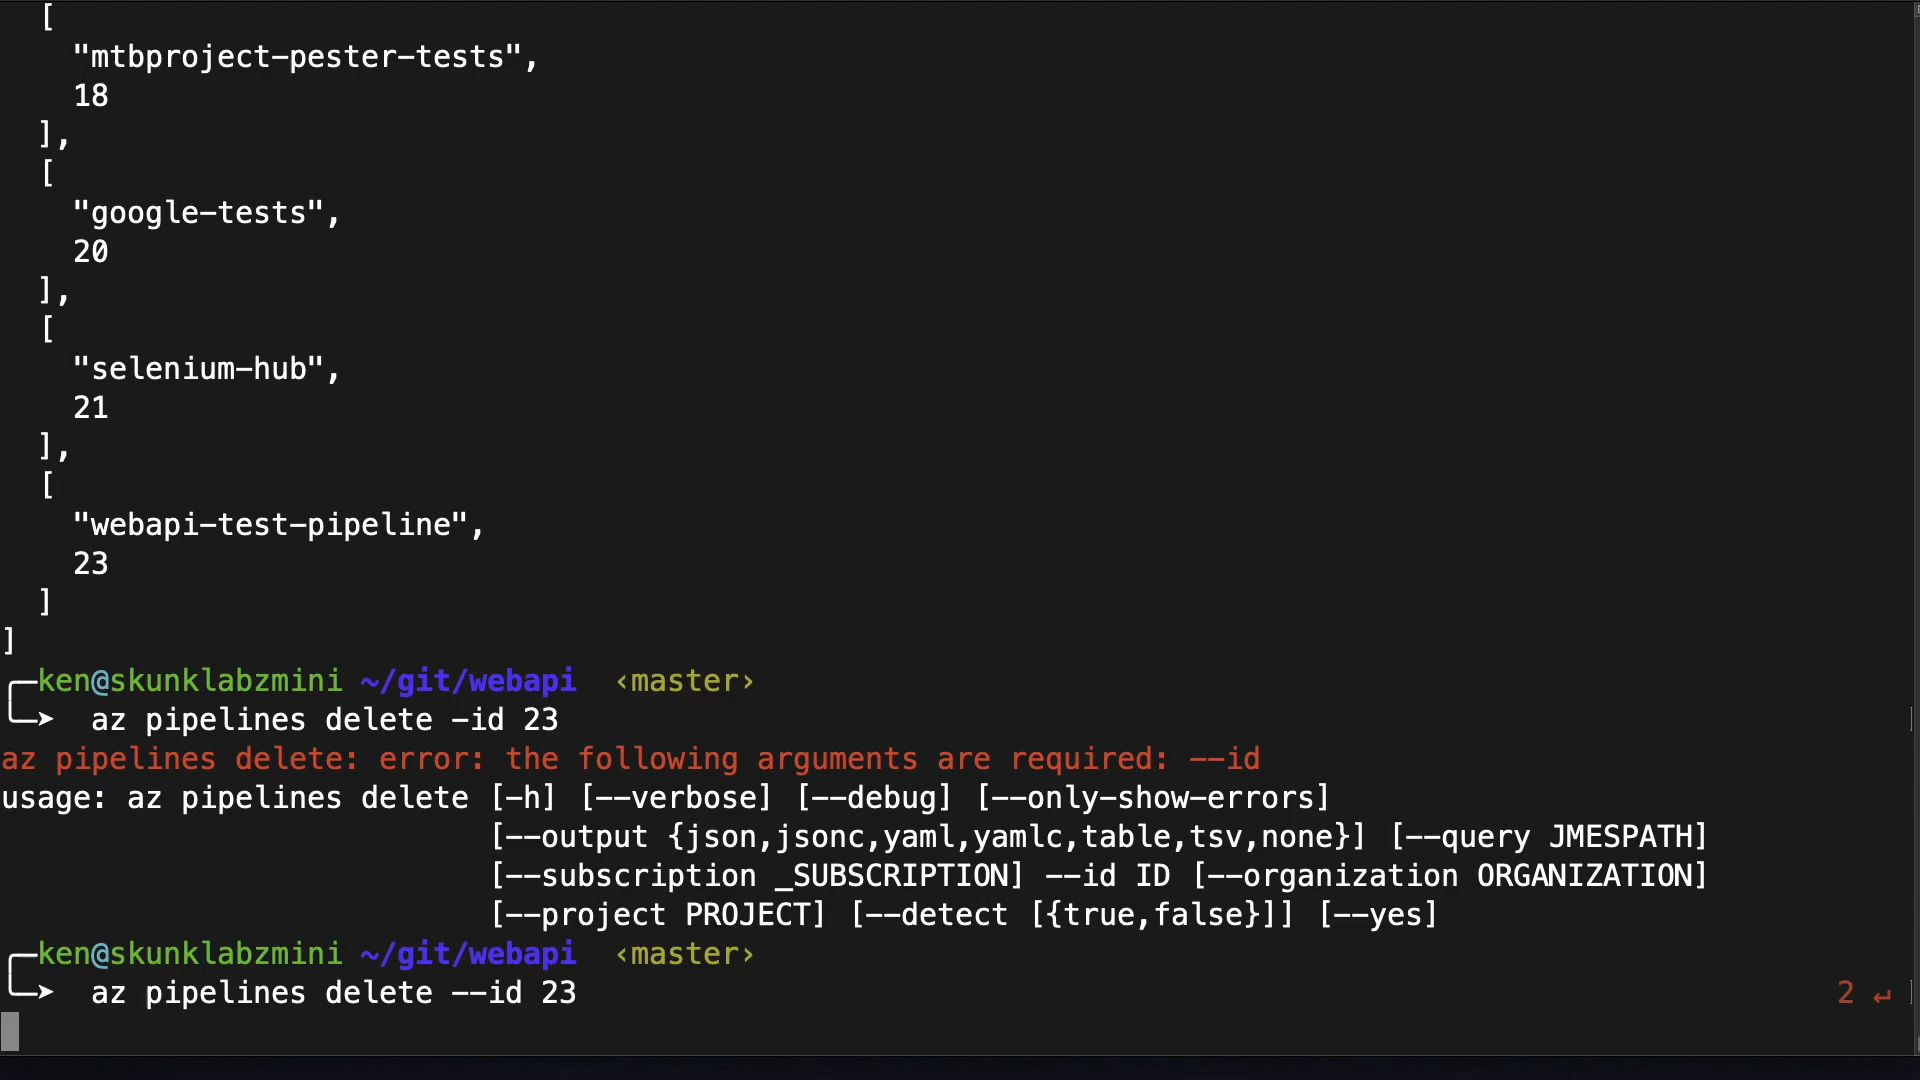 [
"mtbproject-pester-tests",
18
],
[
"google-tests",
20
],
[
"selenium-hub",
21
],
[
"webapi-test-pipeline",
23
]
]
ken@skunklabzmini ~/git/webapi ‹master›
az pipelines delete -id 23
az pipelines delete: error: the following arguments are required: --id
usage: az pipelines delete [-h] [--verbose] [--debug] [--only-show-errors]
[--output {json,jsonc,yaml,yamlc,table,tsv,none}] [--query JMESPATH]
[--subscription _SUBSCRIPTION] --id ID [--organization ORGANIZATION]
[--project PROJECT] [--detect [{true,false}]] [--yes]
ken@skunklabzmini ~/git/webapi ‹master›
az pipelines delete --id 23 2 ↵